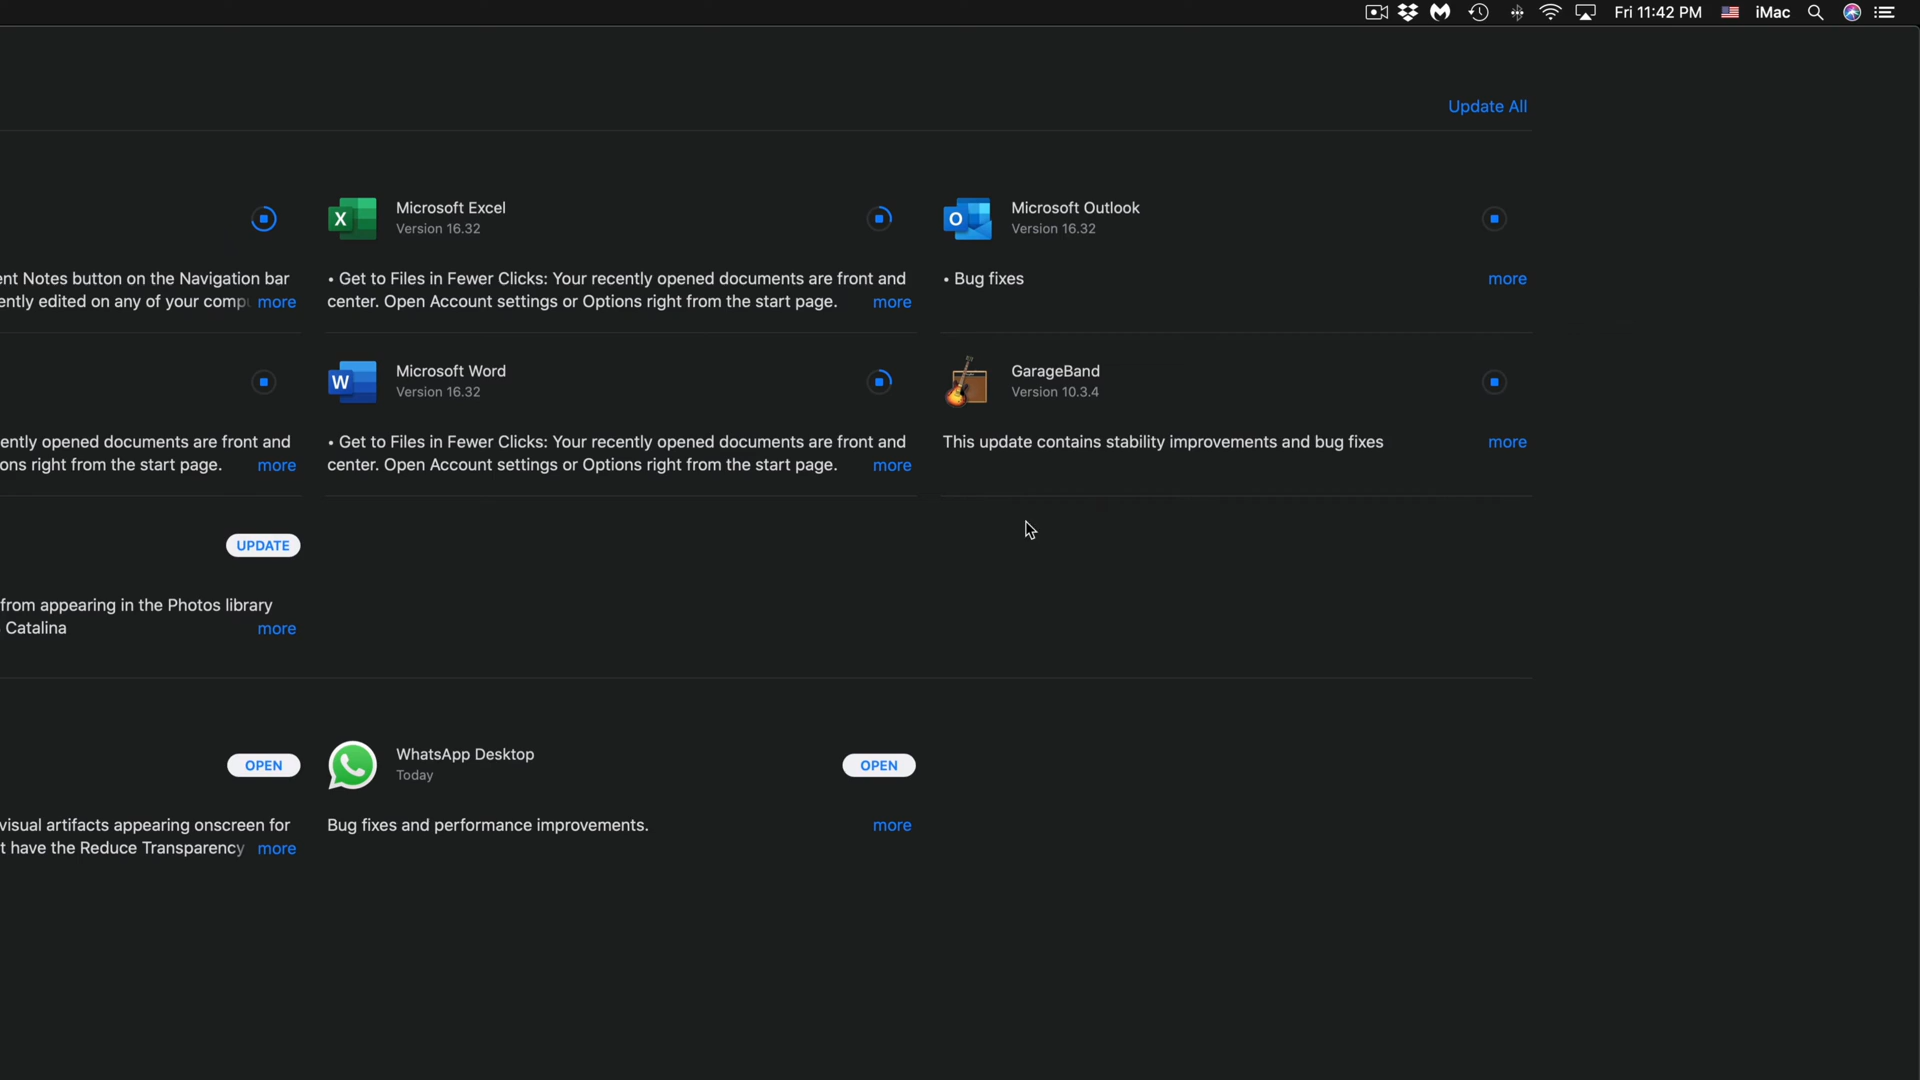 Fri 11:42 PM iMac
Update All
Microsoft Excel
Version 16.32
Microsoft Outlook
Version 16.32
ent Notes button on the Navigation bar
ently edited on any of your compu more
• Get to Files in Fewer Clicks: Your recently opened documents are front and
center. Open Account settings or Options right from the start page. more
• Bug fixes more
Microsoft Word
Version 16.32
GarageBand
Version 10.3.4
ently opened documents are front and
ons right from the start page. more
• Get to Files in Fewer Clicks: Your recently opened documents are front and
center. Open Account settings or Options right from the start page. more
This update contains stability improvements and bug fixes more
UPDATE
from appearing in the Photos library
Catalina more
OPEN
WhatsApp Desktop
Today
OPEN
visual artifacts appearing onscreen for
t have the Reduce Transparency more
Bug fixes and performance improvements. more